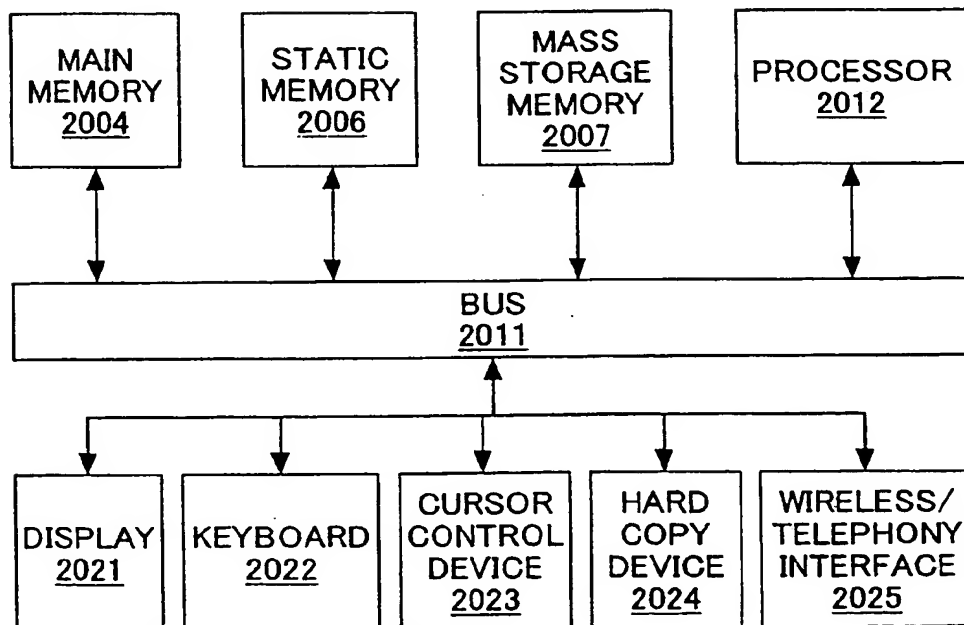 MAIN
MEMORY
2004
STATIC
MEMORY
2006
MASS
STORAGE
MEMORY
2007
PROCESSOR
2012
BUS
2011
DISPLAY
2021
KEYBOARD
2022
CURSOR
CONTROL
DEVICE
2023
HARD
COPY
DEVICE
2024
WIRELESS/
TELEPHONY
INTERFACE
2025